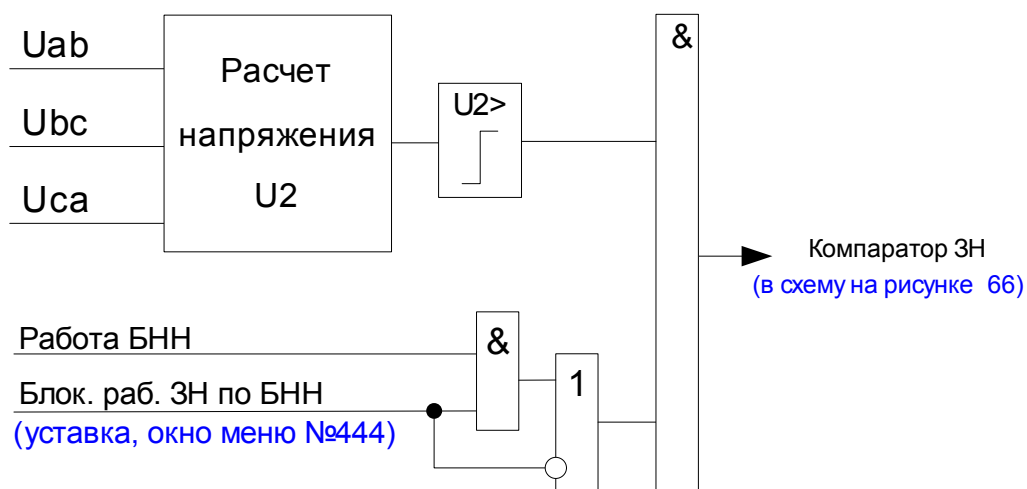 Uab
Ubc
Uca
Расчет
напряжения
U2
U2>
&
Компаратор ЗН
(в схему на рисунке 66)
Работа БНН
Блок. раб. ЗН по БНН
(уставка, окно меню №444)
&
1